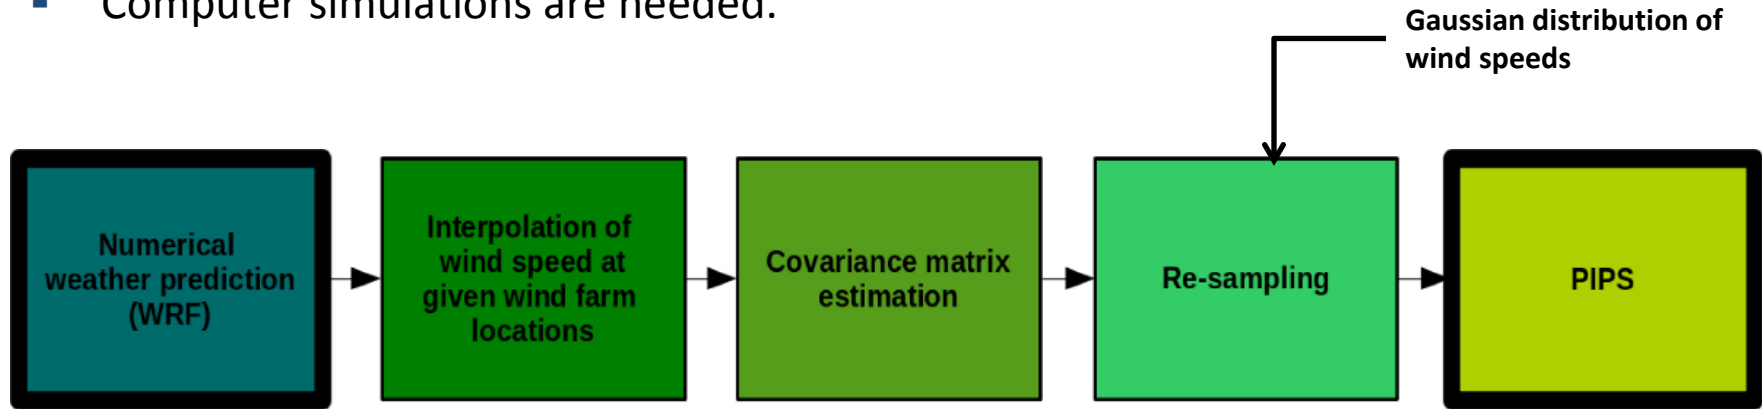 ▪ Computer simulations are needed.
Gaussian distribution of
wind speeds
Numerical
weather prediction
(WRF)
Interpolation of
wind speed at
given wind farm
locations
Covariance matrix
estimation
Re-sampling
PIPS